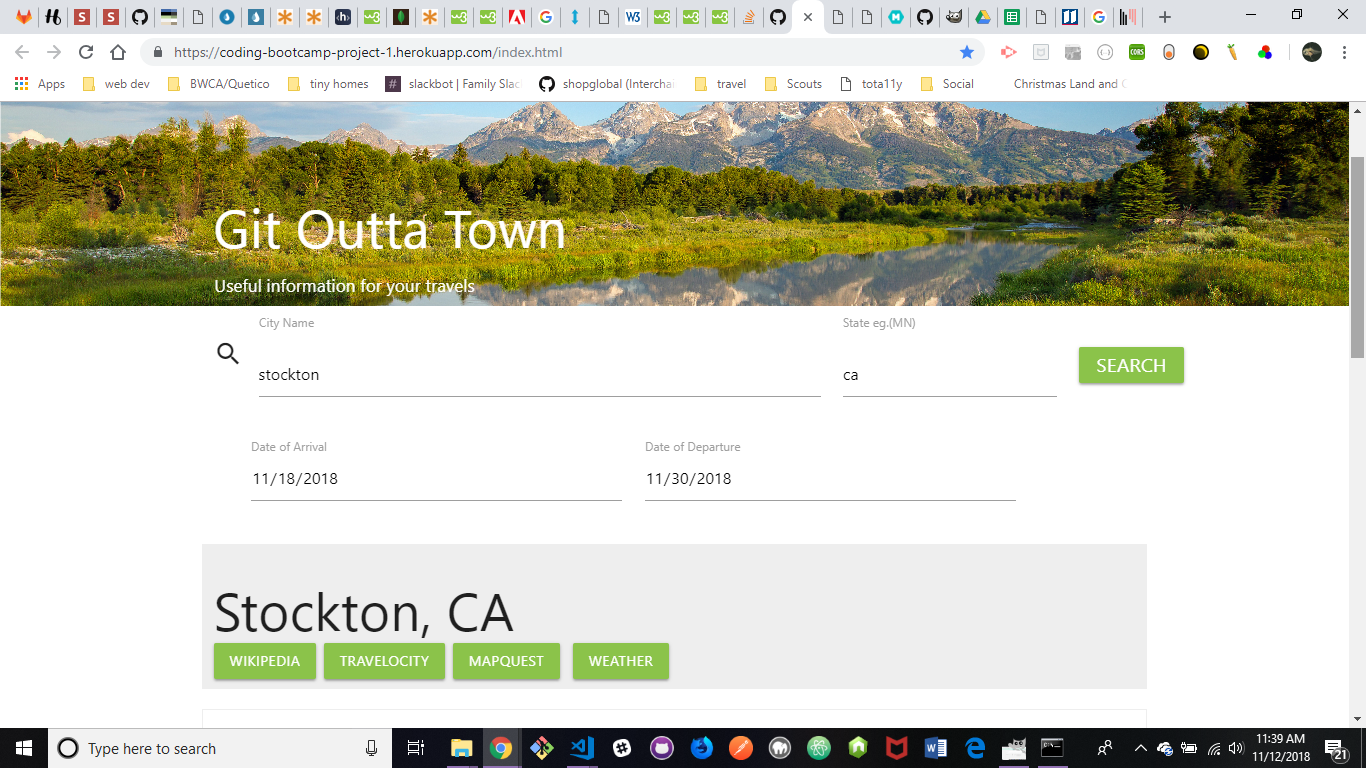 https://coding-bootcamp-project-1.herokuapp.com/index.html
Apps
web dev
BWCA/Quetico
tiny homes
slackbot | Family Slac
shopglobal (Interchai
travel
Scouts
tota11y
Social
Christmas Land and
Git Outta Town
Useful information for your travels
City Name
State eg.(MN)
stockton
ca
SEARCH
Date of Arrival
Date of Departure
11/18/2018
11/30/2018
Stockton, CA
WIKIPEDIA
TRAVELOCITY
MAPQUEST
WEATHER
Type here to search
11:39 AM
11/12/2018
21